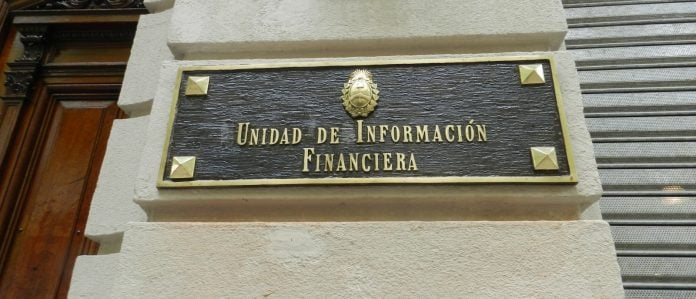 UNIDAD DE INFORMACIÓN
FINANCIERA